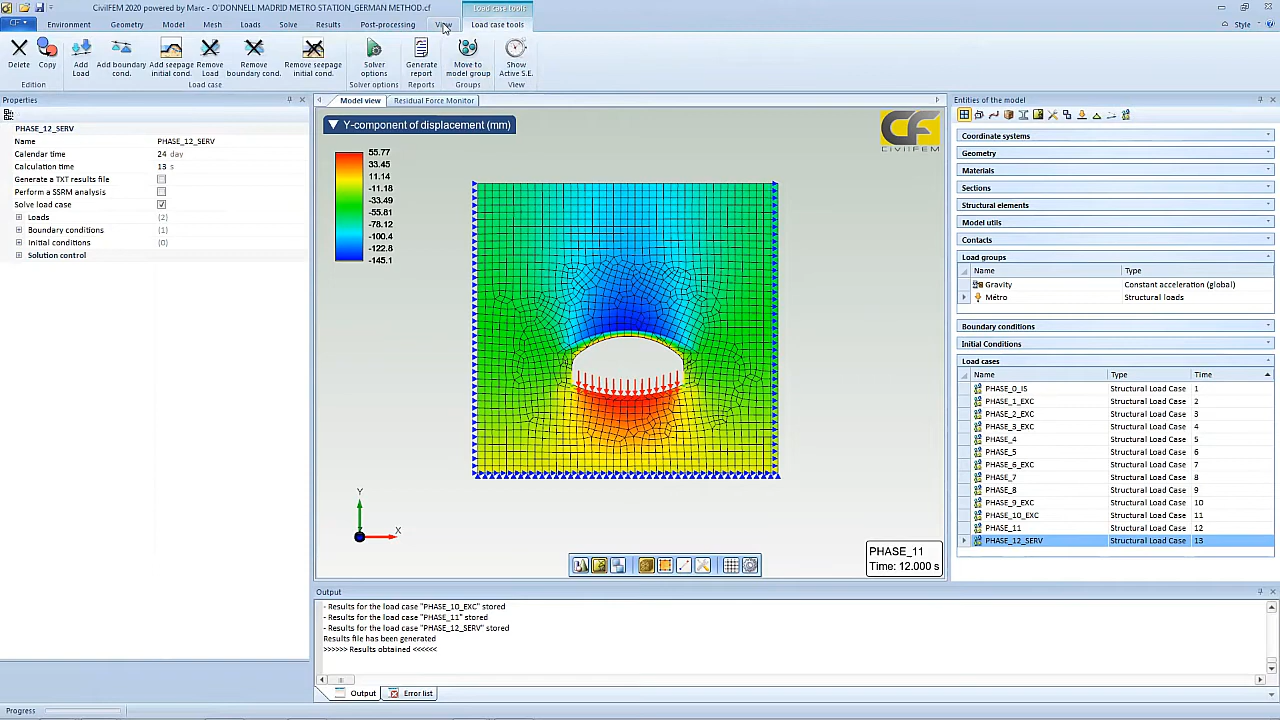 CivilFEM 2020 powered by Marc - O'DONNELL MADRID METRO STATION_GERMAN METHOD.cf
Load case tools
CF
Environment
Geometry
Model
Mesh
Loads
Solve
Results
Post-processing
View
Load case tools
Style
Delete
Copy
Add Load
Add boundary cond.
Add seepage initial cond.
Remove Load
Remove boundary cond.
Remove seepage initial cond.
Solver options
Generate report
Move to model group
Show Active S.E.
Edition
Load case
Solver options
Reports
Groups
View
Properties
PHASE_12_SERV
Name PHASE_12_SERV
Calendar time 24 day
Calculation time 13 s
Generate a TXT results file
Perform a SSRM analysis
Solve load case
Loads (2)
Boundary conditions (1)
Initial conditions (0)
Solution control
Model view
Residual Force Monitor
Y-component of displacement (mm)
55.77
33.45
11.14
-11.18
-33.49
-55.81
-78.12
-100.4
-122.8
-145.1
CF
CIVILFEM
Y
X
PHASE_11
Time: 12.000 s
Output
- Results for the load case "PHASE_10_EXC" stored
- Results for the load case "PHASE_11" stored
- Results for the load case "PHASE_12_SERV" stored
Results file has been generated
>>>>>> Results obtained <<<<<<
Output
Error list
Entities of the model
Coordinate systems
Geometry
Materials
Sections
Structural elements
Model utils
Contacts
Load groups
Name Type
Gravity Constant acceleration (global)
Métro Structural loads
Boundary conditions
Initial Conditions
Load cases
Name Type Time
PHASE_0_IS Structural Load Case 1
PHASE_1_EXC Structural Load Case 2
PHASE_2_EXC Structural Load Case 3
PHASE_3_EXC Structural Load Case 4
PHASE_4 Structural Load Case 5
PHASE_5 Structural Load Case 6
PHASE_6_EXC Structural Load Case 7
PHASE_7 Structural Load Case 8
PHASE_8 Structural Load Case 9
PHASE_9_EXC Structural Load Case 10
PHASE_10_EXC Structural Load Case 11
PHASE_11 Structural Load Case 12
PHASE_12_SERV Structural Load Case 13
Progress